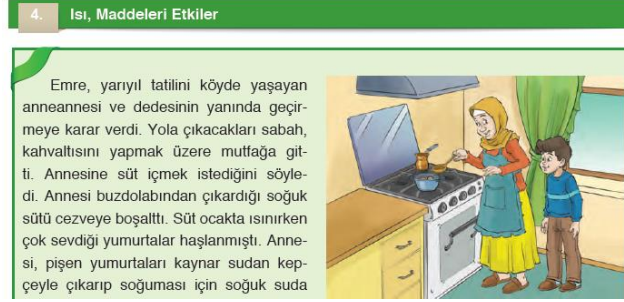 4. Isı, Maddeleri Etkiler
Emre, yarıyıl tatilini köyde yaşayan
anneannesi ve dedesinin yanında geçir-
meye karar verdi. Yola çıkacakları sabah,
kahvaltısını yapmak üzere mutfağa git-
ti. Annesine süt içmek istediğini söyle-
di. Annesi buzdolabından çıkardığı soğuk
sütü cezveye boşalttı. Süt ocakta ısınırken
çok sevdiği yumurtalar haşlanmıştı. Anne-
si, pişen yumurtaları kaynar sudan kep-
çeyle çıkarıp soğuması için soğuk suda